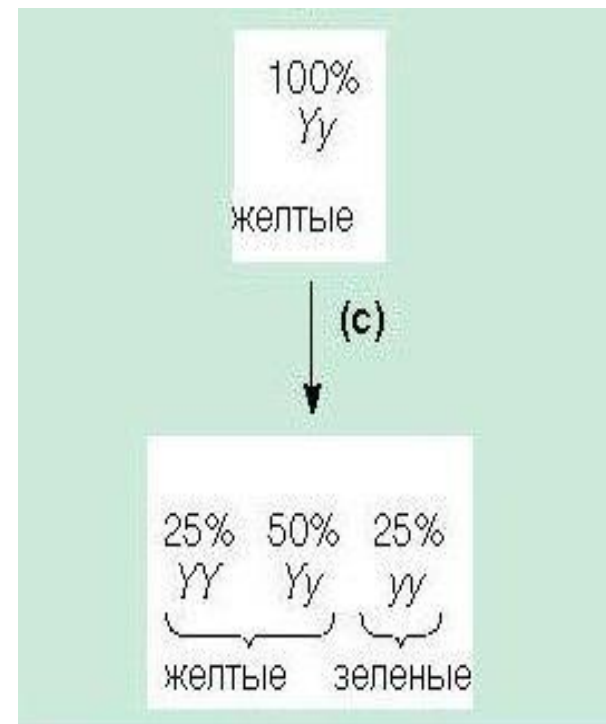 100%
Yy
желтые
(c)
25% 50% 25%
YY Yy yy
желтые зеленые